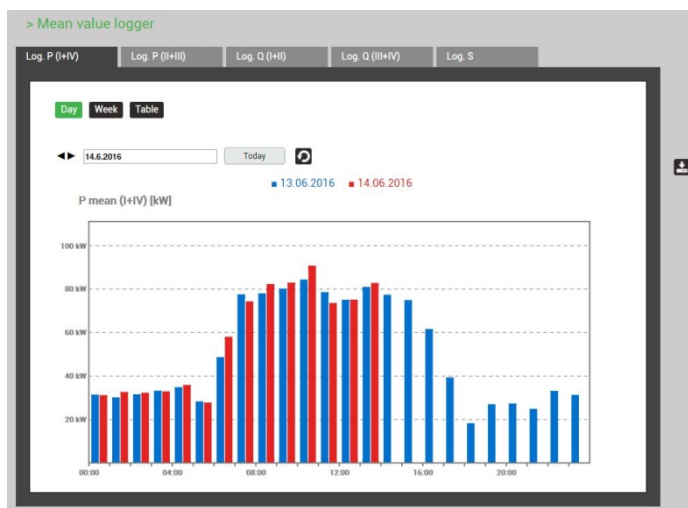 > Mean value logger
Log. P (I+IV) Log. P (II+III) Log. Q (I+II) Log. Q (III+IV) Log. S
Day Week Table
14.6.2016 Today
13.06.2016 14.06.2016
P mean (I+IV) [kW]
100 kW
80 kW
60 kW
40 kW
20 kW
00:00 04:00 08:00 12:00 16:00 20:00